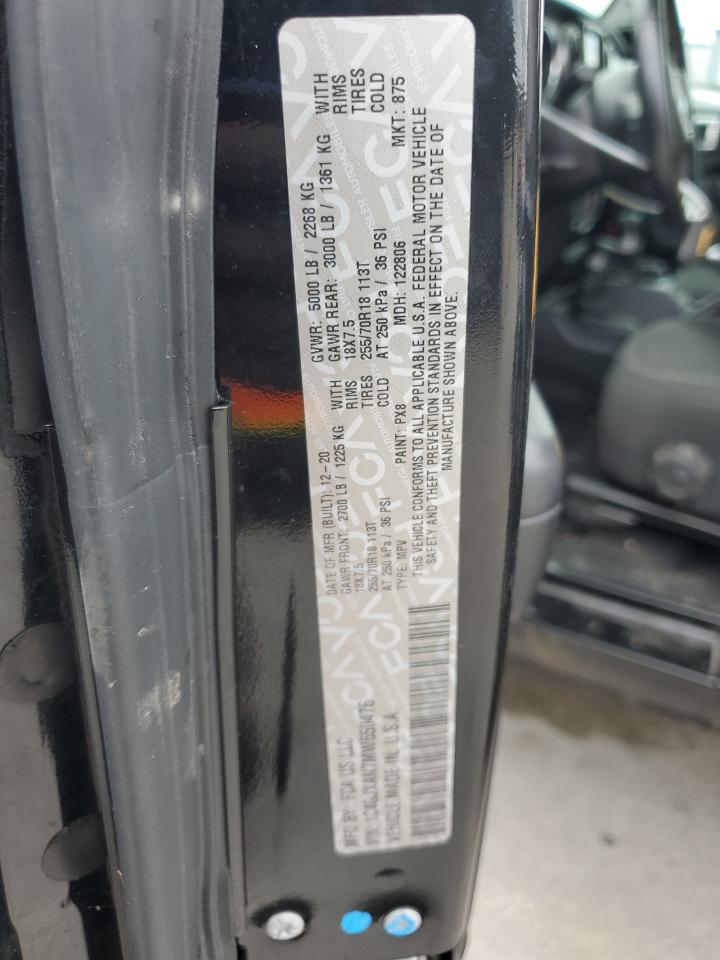 MFD BY: FCA US LLC
DATE OF MFR (BUILT): 12-20
GVWR: 5000 LB / 2268 KG
GAWR FRONT: 2700 LB / 1225 KG WITH
GAWR REAR: 3000 LB / 1361 KG WITH
18X7.5 RIMS
18X7.5 RIMS
255/70R18 113T TIRES
255/70R18 113T TIRES
AT 250 kPa / 36 PSI COLD
AT 250 kPa / 36 PSI COLD
VIN: 
VEHICLE MADE IN U.S.A.
TYPE: MPV PAINT: PX8 MDH: 122806 MKT: 875
THIS VEHICLE CONFORMS TO ALL APPLICABLE U.S.A. FEDERAL MOTOR VEHICLE
SAFETY AND THEFT PREVENTION STANDARDS IN EFFECT ON THE DATE OF
MANUFACTURE SHOWN ABOVE.